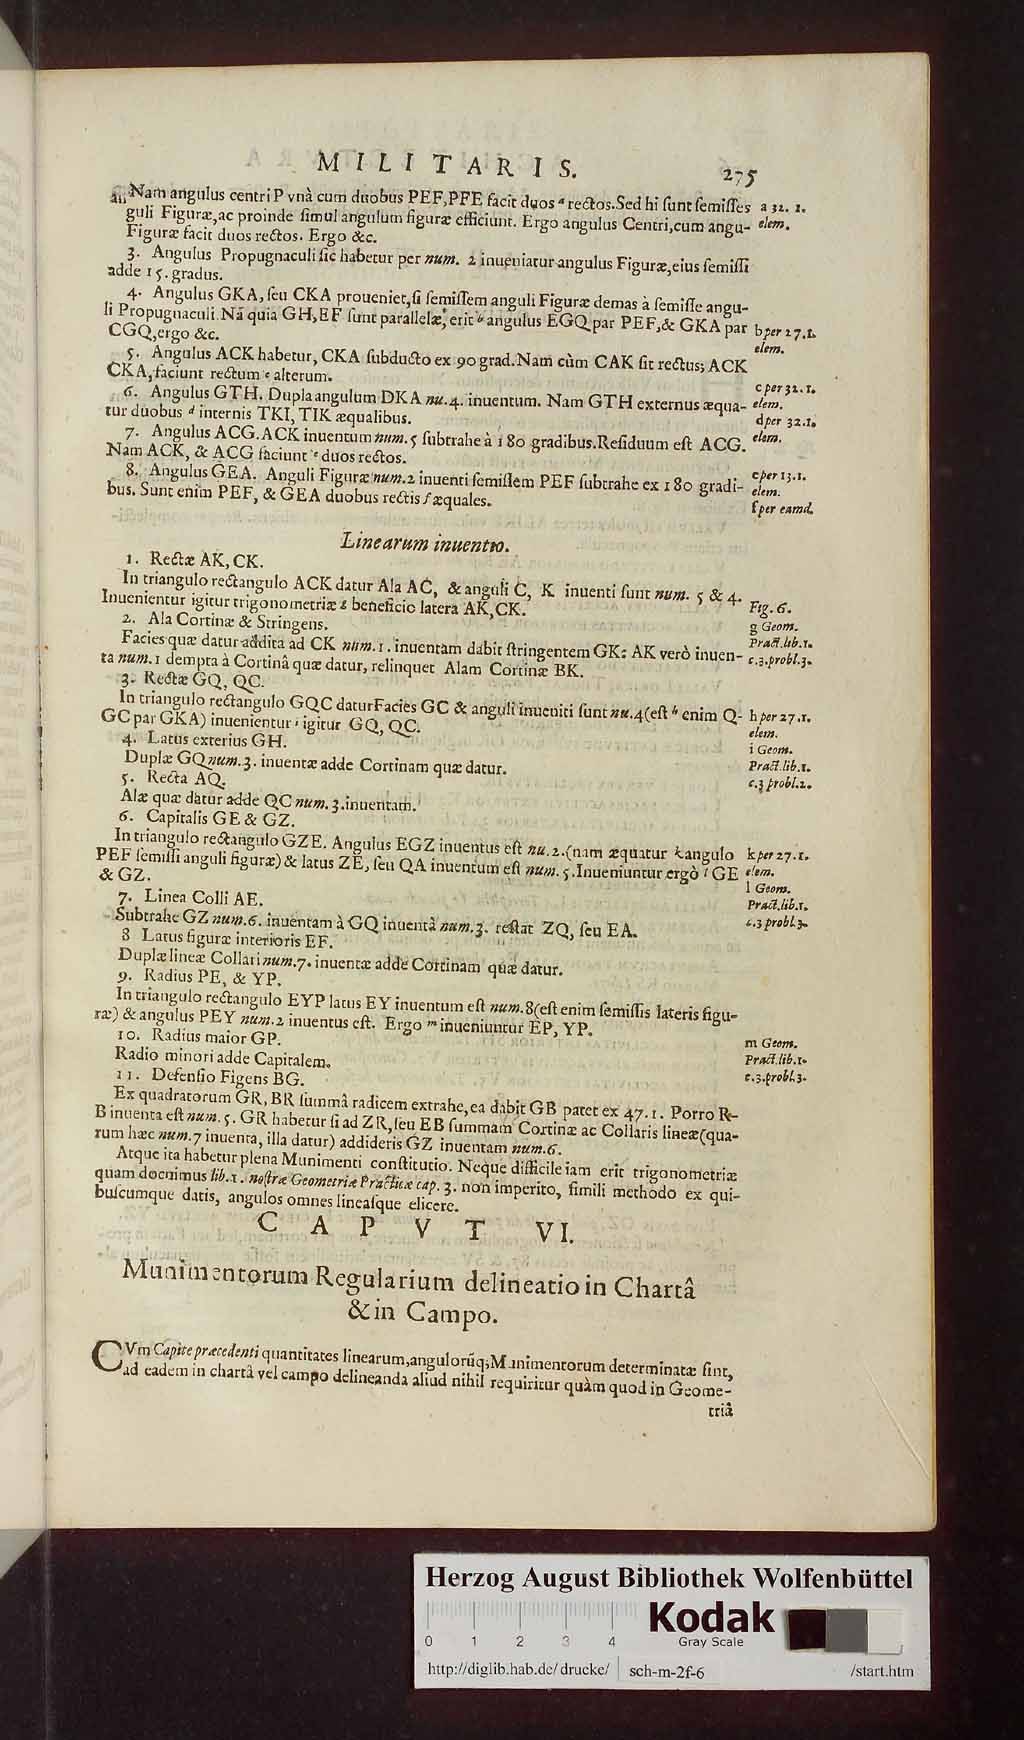 MILITARIS. 275
Nam angulus centri P vnà cum duobus PEF, PFE facit duos ª rectos. Sed hi sunt semisses a 32. 1.
guli Figuræ, ac proinde simul angulum figuræ efficiunt. Ergo angulus Centri, cum angu- elem.
Figuræ facit duos rectos. Ergo &c.
3. Angulus Propugnaculi sic habetur per num. 2 inueniatur angulus Figuræ, eius semissi
adde 15. gradus.
4. Angulus GKA, seu CKA proueniet, si semissem anguli Figuræ demas à semisse angu-
li Propugnaculi. Nã quia GH, EF sunt parallelæ, erit ᵇ angulus EGQ par PEF, & GKA par b per 27.1.
CGQ, ergo &c. elem.
5. Angulus ACK habetur, CKA subducto ex 90 grad. Nam cùm CAK sit rectus; ACK
CKA, faciunt rectum ᶜ alterum. c per 32. 1.
6. Angulus GTH. Dupla angulum DKA nu. 4. inuentum. Nam GTH externus æqua- elem.
tur duobus ᵈ internis TKI, TIK æqualibus. d per 32.1.
7. Angulus ACG. ACK inuentum num. 5 subtrahe à 180 gradibus. Residuum est ACG. elem.
Nam ACK, & ACG faciunt ᵉ duos rectos.
8. Angulus GEA. Anguli Figuræ num. 2 inuenti semissem PEF subtrahe ex 180 gradi- e per 13.1.
bus. Sunt enim PEF, & GEA duobus rectis f æquales. elem.
f per eamd.
Linearum inuentio.
1. Rectæ AK, CK.
In triangulo rectangulo ACK datur Ala AC, & anguli C, K inuenti sunt num. 5 & 4.
Inuenientur igitur trigonometriæ g beneficio latera AK, CK. Fig. 6.
2. Ala Cortinæ & Stringens. g Geom.
Facies quæ datur addita ad CK num. 1. inuentam dabit stringentem GK: AK verò inuen- Pract. lib. 1.
ta num. 1 dempta à Cortinâ quæ datur, relinquet Alam Cortinæ BK. c. 3. probl. 3.
3. Rectæ GQ, QC.
In triangulo rectangulo GQC datur Facies GC & anguli inueniti sunt nu. 4 (est ʰ enim Q- h per 27.1.
GC par GKA) inuenientur ⁱ igitur GQ, QC. elem.
4. Latus exterius GH. i Geom.
Duplæ GQ num. 3. inuentæ adde Cortinam quæ datur. Pract. lib. 1.
5. Recta AQ. c. 3 probl. 2.
Alæ quæ datur adde QC num. 3. inuentam.
6. Capitalis GE & GZ.
In triangulo rectangulo GZE. Angulus EGZ inuentus est nu. 2. (nam æquatur k angulo k per 27.1.
PEF semissi anguli figuræ) & latus ZE, seu QA inuentum est num. 5. Inueniuntur ergò l GE elem.
& GZ. l Geom.
7. Linea Colli AE. Pract. lib. 1.
Subtrahe GZ num. 6. inuentam à GQ inuentâ num. 3. restat ZQ, seu EA. c. 3 probl. 3.
8 Latus figuræ interioris EF.
Duplæ lineæ Collari num. 7. inuentæ adde Cortinam quæ datur.
9. Radius PE, & YP.
In triangulo rectangulo EYP latus EY inuentum est num. 8 (est enim semissis lateris figu-
ræ) & angulus PEY num. 2 inuentus est. Ergo ᵐ inueniuntur EP, YP.
10. Radius maior GP. m Geom.
Radio minori adde Capitalem. Pract. lib. 1.
11. Defensio Figens BG. c. 3. probl. 3.
Ex quadratorum GR, BR summâ radicem extrahe, ea dabit GB patet ex 47. 1. Porro R-
B inuenta est num. 5. GR habetur si ad ZR, seu EB summam Cortinæ ac Collaris lineæ (qua-
rum hæc num. 7 inuenta, illa datur) addideris GZ inuentam num. 6.
Atque ita habetur plena Munimenti constitutio. Neque difficile iam erit trigonometriæ
quam docuimus lib. 1. nostræ Geometriæ Practicæ cap. 3. non imperito, simili methodo ex qui-
buscumque datis, angulos omnes lineasque elicere.
CAPVT VI.
Munimentorum Regularium delineatio in Chartâ
& in Campo.
CVm Capite præcedenti quantitates linearum, angulorũq; Munimentorum determinatæ sint,
ad eadem in chartâ vel campo delineanda aliud nihil requiritur quàm quod in Geome-
triâ
Herzog August Bibliothek Wolfenbüttel
Kodak
Gray Scale
0 1 2 3 4
http://diglib.hab.de/drucke/ sch-m-2f-6 /start.htm